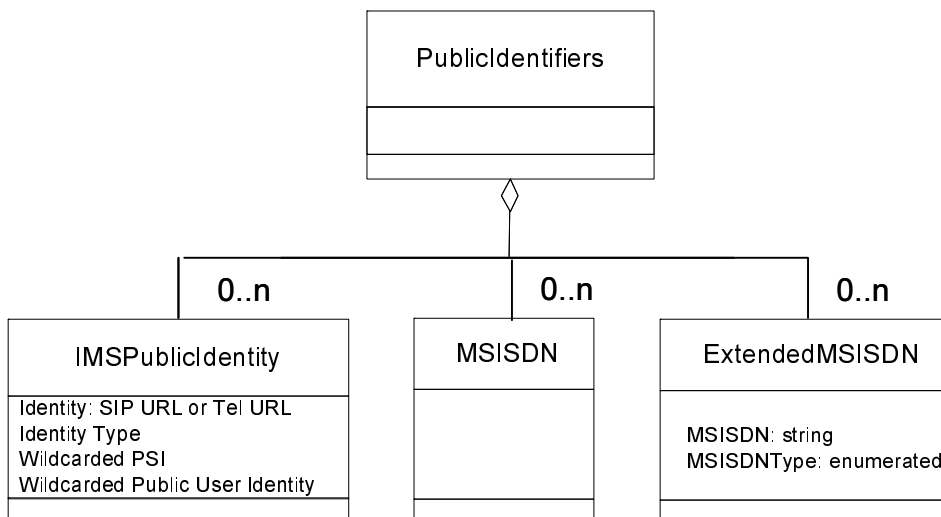 PublicIdentifiers
0..n
0..n
0..n
IMSPublicIdentity
MSISDN
ExtendedMSISDN
Identity: SIP URL or Tel URL
Identity Type
Wildcarded PSI
Wildcarded Public User Identity
MSISDN: string
MSISDNType: enumerated